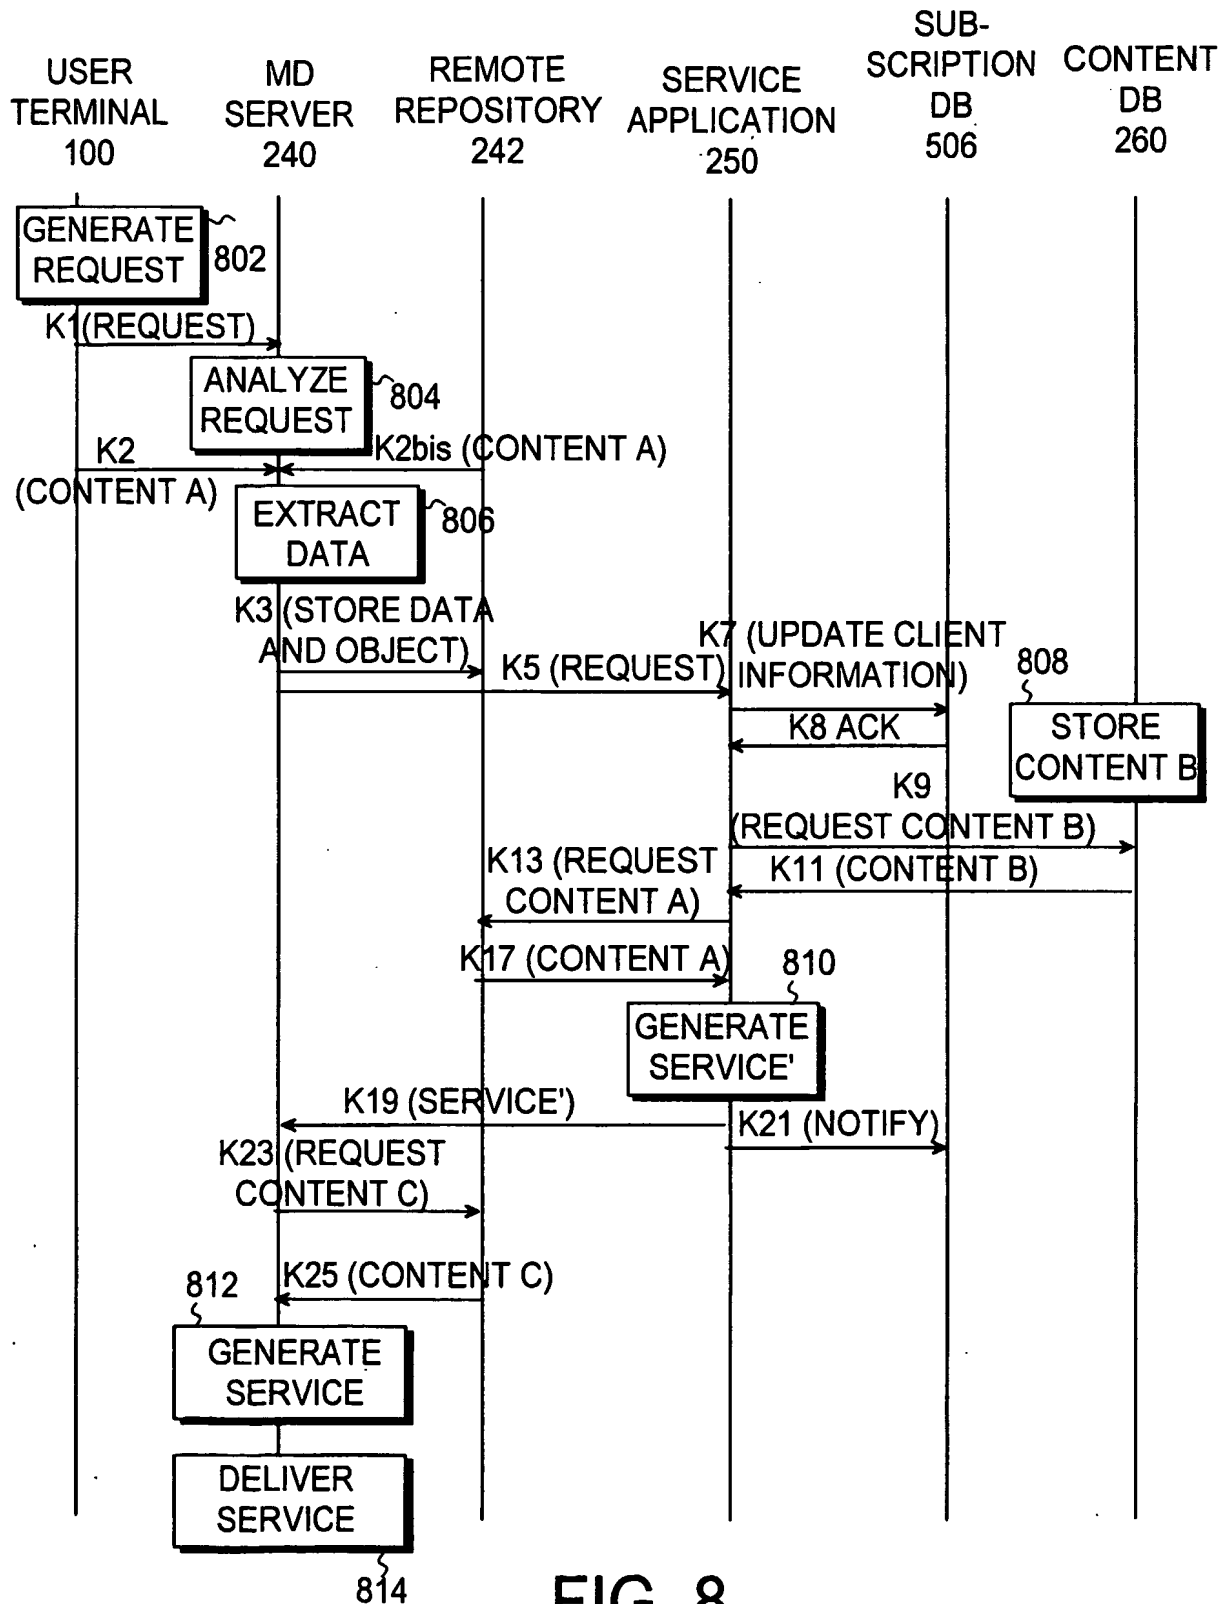 USER
TERMINAL
100
MD
SERVER
240
REMOTE
REPOSITORY
242
SERVICE
APPLICATION
250
SUB-
SCRIPTION
DB
506
CONTENT
DB
260
GENERATE
REQUEST
802
K1(REQUEST)
ANALYZE
REQUEST
804
K2
(CONTENT A)
K2bis (CONTENT A)
EXTRACT
DATA
806
K3 (STORE DATA
AND OBJECT)
K5 (REQUEST)
K7 (UPDATE CLIENT
INFORMATION)
808
STORE
CONTENT B
K8 ACK
K9
(REQUEST CONTENT B)
K11 (CONTENT B)
K13 (REQUEST
CONTENT A)
K17 (CONTENT A)
810
GENERATE
SERVICE'
K19 (SERVICE')
K21 (NOTIFY)
K23 (REQUEST
CONTENT C)
K25 (CONTENT C)
812
GENERATE
SERVICE
DELIVER
SERVICE
814
FIG. 8